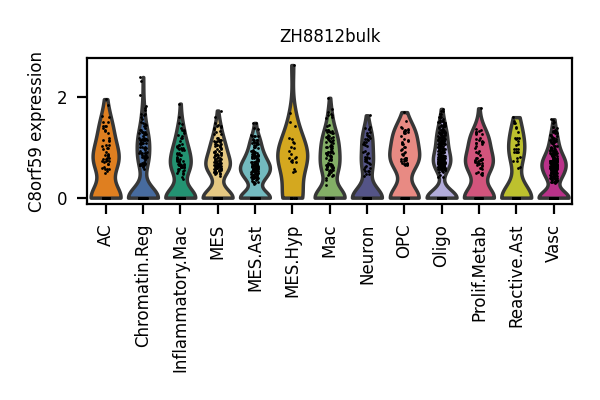 ZH8812bulk
C8orf59 expression
2
0
AC
Chromatin.Reg
Inflammatory.Mac
MES
MES.Ast
MES.Hyp
Mac
Neuron
OPC
Oligo
Prolif.Metab
Reactive.Ast
Vasc